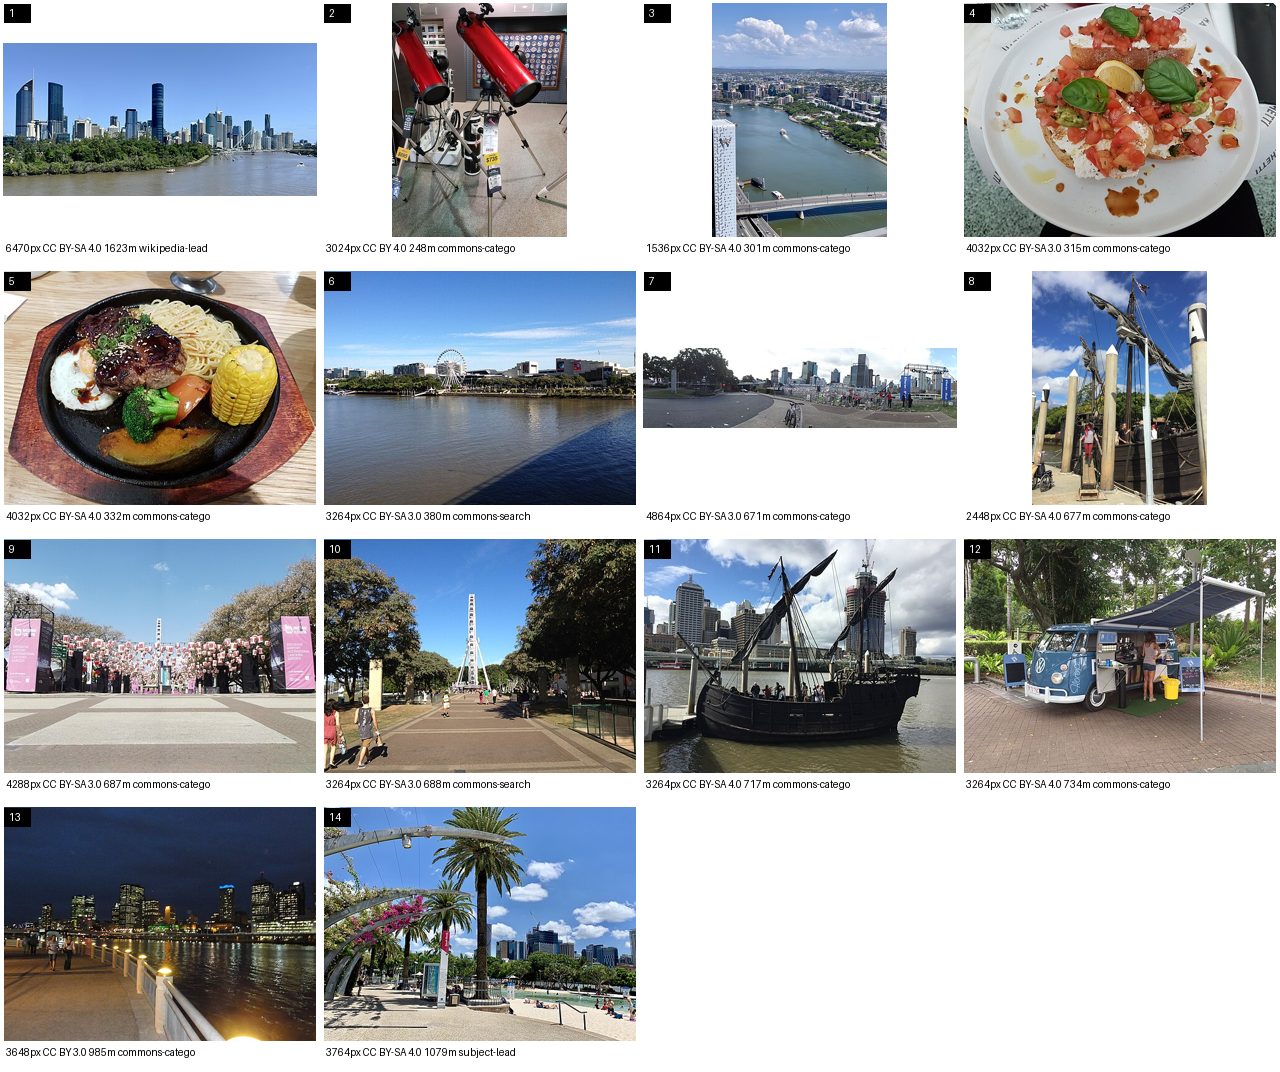 1
2
3
4
6470px CC BY-SA 4.0 1623m wikipedia-lead
3024px CC BY 4.0 248m commons-catego
1536px CC BY-SA 4.0 301m commons-catego
4032px CC BY-SA 3.0 315m commons-catego
5
6
7
8
4032px CC BY-SA 4.0 332m commons-catego
3264px CC BY-SA 3.0 380m commons-search
4864px CC BY-SA 3.0 671m commons-catego
2448px CC BY-SA 4.0 677m commons-catego
9
10
11
12
4288px CC BY-SA 3.0 687m commons-catego
3264px CC BY-SA 3.0 688m commons-search
3264px CC BY-SA 4.0 717m commons-catego
3264px CC BY-SA 4.0 734m commons-catego
13
14
3648px CC BY 3.0 985m commons-catego
3764px CC BY-SA 4.0 1079m subject-lead